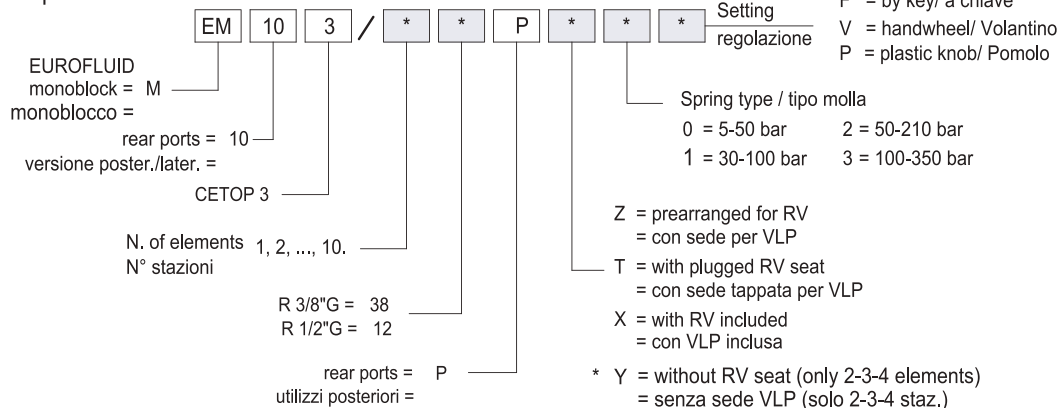 EM 10 3 / * * P * * *
Setting
regolazione
= by key/ a chiave
V = handwheel/ Volantino
P = plastic knob/ Pomolo
EUROFLUID
monoblock = M
monoblocco =
rear ports = 10
versione poster./later. =
CETOP 3
N. of elements 1, 2, ..., 10.
N° stazioni
R 3/8"G = 38
R 1/2"G = 12
rear ports = P
utilizzi posteriori =
Spring type / tipo molla
0 = 5-50 bar 2 = 50-210 bar
1 = 30-100 bar 3 = 100-350 bar
Z = prearranged for RV
= con sede per VLP
T = with plugged RV seat
= con sede tappata per VLP
X = with RV included
= con VLP inclusa
* Y = without RV seat (only 2-3-4 elements)
= senza sede VLP (solo 2-3-4 staz.)